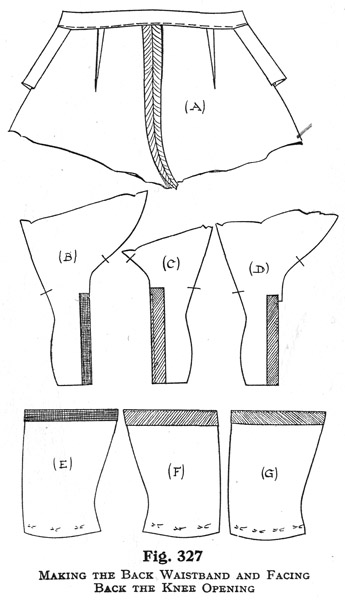 (A)
(B)
(C)
(D)
(E)
(F)
(G)
Fig. 327
Making the Back Waistband and Facing
Back the Knee Opening